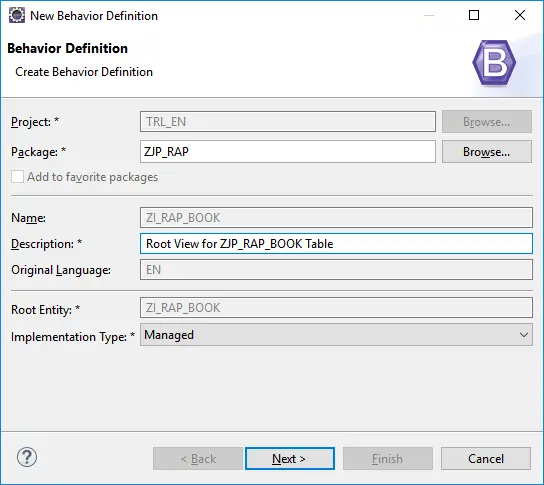 New Behavior Definition
Behavior Definition
Create Behavior Definition
B
Project: * TRL_EN Browse...
Package: * ZJP_RAP Browse...
Add to favorite packages
Name: ZI_RAP_BOOK
Description: * Root View for ZJP_RAP_BOOK Table
Original Language: EN
Root Entity: * ZI_RAP_BOOK
Implementation Type: * Managed
? < Back Next > Finish Cancel